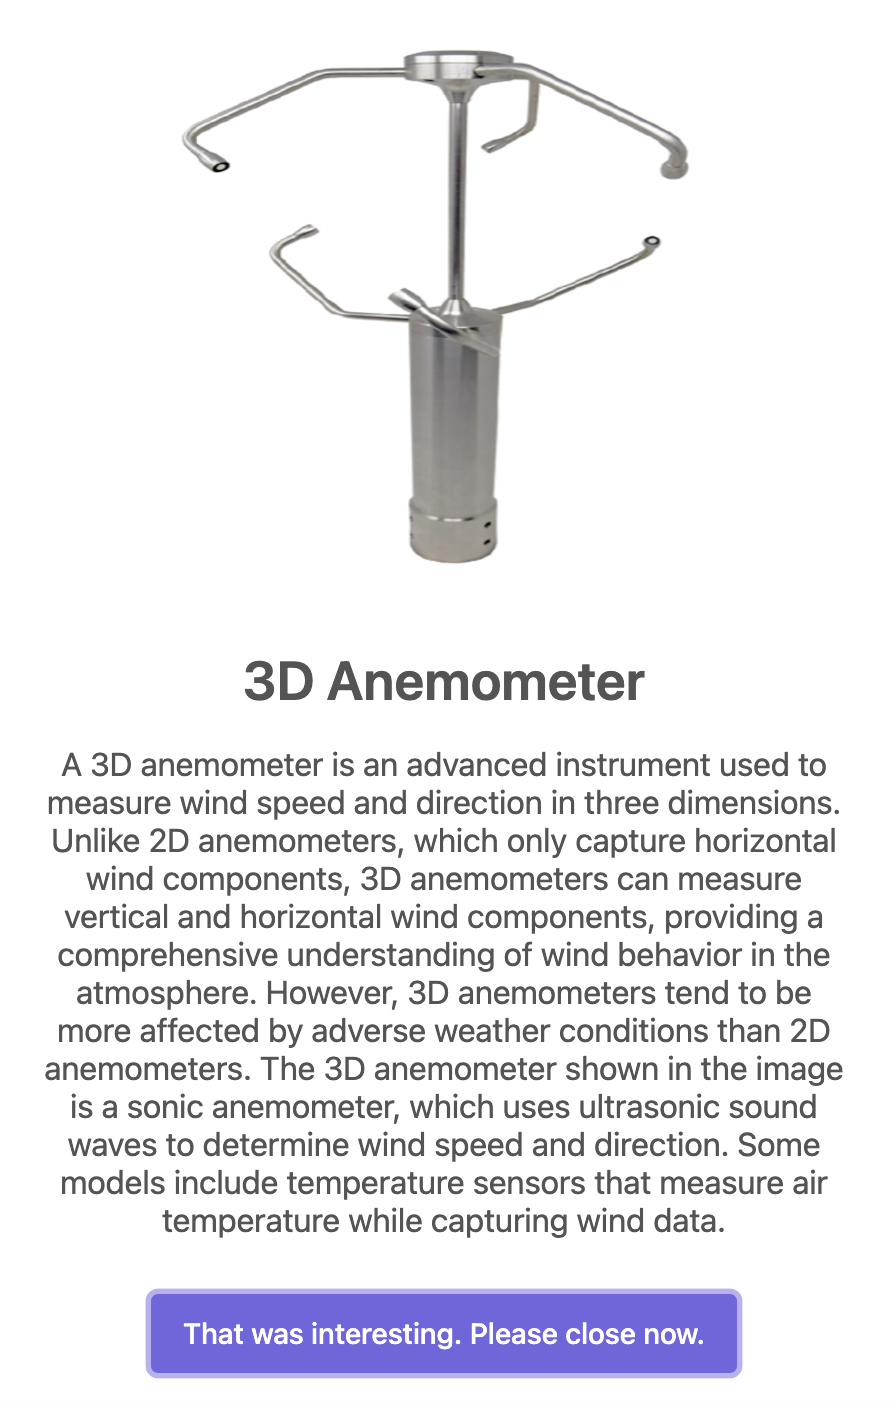 3D Anemometer
A 3D anemometer is an advanced instrument used to
measure wind speed and direction in three dimensions.
Unlike 2D anemometers, which only capture horizontal
wind components, 3D anemometers can measure
vertical and horizontal wind components, providing a
comprehensive understanding of wind behavior in the
atmosphere. However, 3D anemometers tend to be
more affected by adverse weather conditions than 2D
anemometers. The 3D anemometer shown in the image
is a sonic anemometer, which uses ultrasonic sound
waves to determine wind speed and direction. Some
models include temperature sensors that measure air
temperature while capturing wind data.
That was interesting. Please close now.